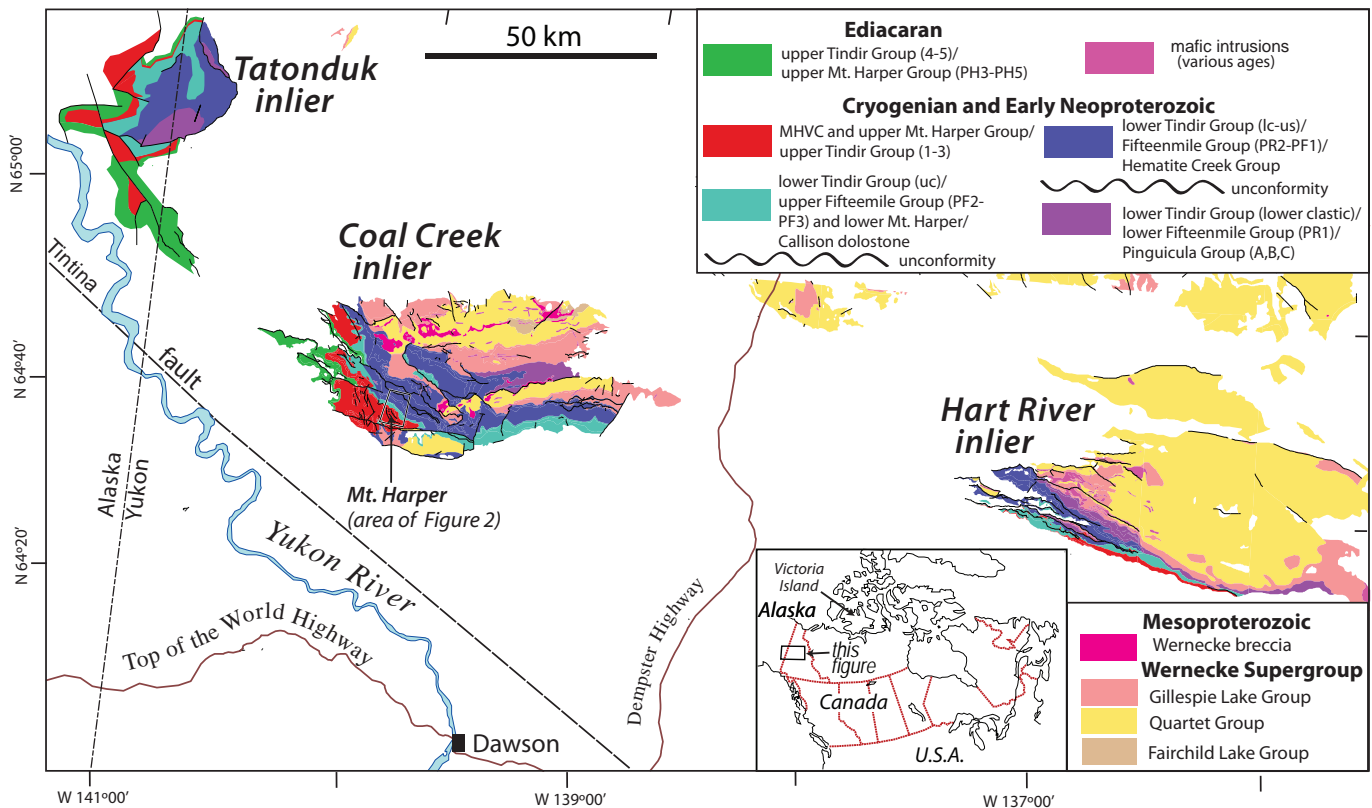 50 km
Tatonduk
inlier
Coal Creek
inlier
Hart River
inlier
Mt. Harper
(area of Figure 2)
Tintina
fault
Alaska
Yukon
Yukon River
Top of the World Highway
Dempster Highway
Dawson
N 65°00′
N 64°40′
N 64°20′
W 141°00′
W 139°00′
W 137°00′
Ediacaran
upper Tindir Group (4-5)/
upper Mt. Harper Group (PH3-PH5)
mafic intrusions
(various ages)
Cryogenian and Early Neoproterozoic
MHVC and upper Mt. Harper Group/
upper Tindir Group (1-3)
lower Tindir Group (uc)/
upper Fifteemile Group (PF2-
PF3) and lower Mt. Harper/
Callison dolostone
unconformity
lower Tindir Group (lc-us)/
Fifteenmile Group (PR2-PF1)/
Hematite Creek Group
unconformity
lower Tindir Group (lower clastic)/
lower Fifteenmile Group (PR1)/
Pinguicula Group (A,B,C)
Victoria
Island
Alaska
this
figure
Canada
U.S.A.
Mesoproterozoic
Wernecke breccia
Wernecke Supergroup
Gillespie Lake Group
Quartet Group
Fairchild Lake Group